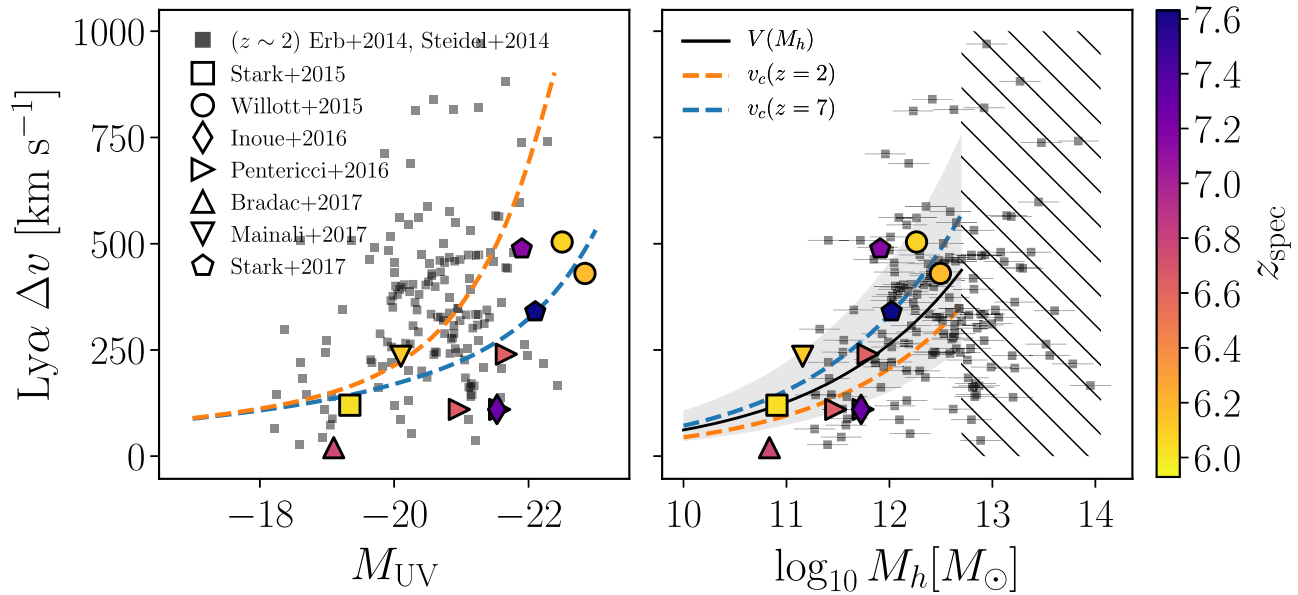 1000
750
500
250
0
Lyα Δv [km s⁻¹]
(z ∼ 2) Erb+2014, Steidel+2014
Stark+2015
Willott+2015
Inoue+2016
Pentericci+2016
Bradac+2017
Mainali+2017
Stark+2017
−18
−20
−22
M_UV
V(M_h)
v_c(z = 2)
v_c(z = 7)
10
11
12
13
14
log₁₀ M_h[M_⊙]
7.6
7.4
7.2
7.0
6.8
6.6
6.4
6.2
6.0
z_spec